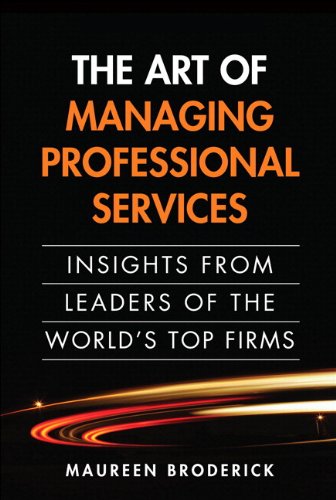 THE ART OF
MANAGING
PROFESSIONAL
SERVICES
INSIGHTS FROM
LEADERS OF THE
WORLD'S TOP FIRMS
MAUREEN BRODERICK